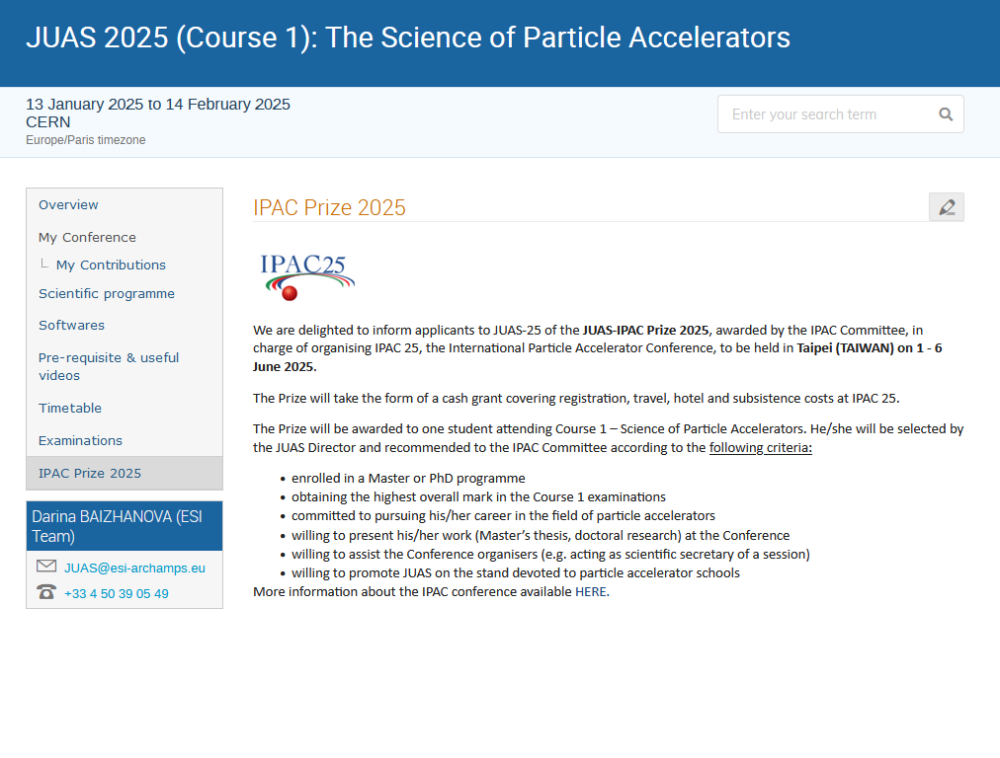 JUAS 2025 (Course 1): The Science of Particle Accelerators
13 January 2025 to 14 February 2025
CERN
Europe/Paris timezone
Enter your search term
Overview
My Conference
My Contributions
Scientific programme
Softwares
Pre-requisite & useful
videos
Timetable
Examinations
IPAC Prize 2025
Darina BAIZHANOVA (ESI
Team)
JUAS@esi-archamps.eu
+33 4 50 39 05 49
IPAC Prize 2025
IPAC25
We are delighted to inform applicants to JUAS-25 of the JUAS-IPAC Prize 2025, awarded by the IPAC Committee, in
charge of organising IPAC 25, the International Particle Accelerator Conference, to be held in Taipei (TAIWAN) on 1 - 6
June 2025.
The Prize will take the form of a cash grant covering registration, travel, hotel and subsistence costs at IPAC 25.
The Prize will be awarded to one student attending Course 1 – Science of Particle Accelerators. He/she will be selected by
the JUAS Director and recommended to the IPAC Committee according to the following criteria:
• enrolled in a Master or PhD programme
• obtaining the highest overall mark in the Course 1 examinations
• committed to pursuing his/her career in the field of particle accelerators
• willing to present his/her work (Master's thesis, doctoral research) at the Conference
• willing to assist the Conference organisers (e.g. acting as scientific secretary of a session)
• willing to promote JUAS on the stand devoted to particle accelerator schools
More information about the IPAC conference available HERE.